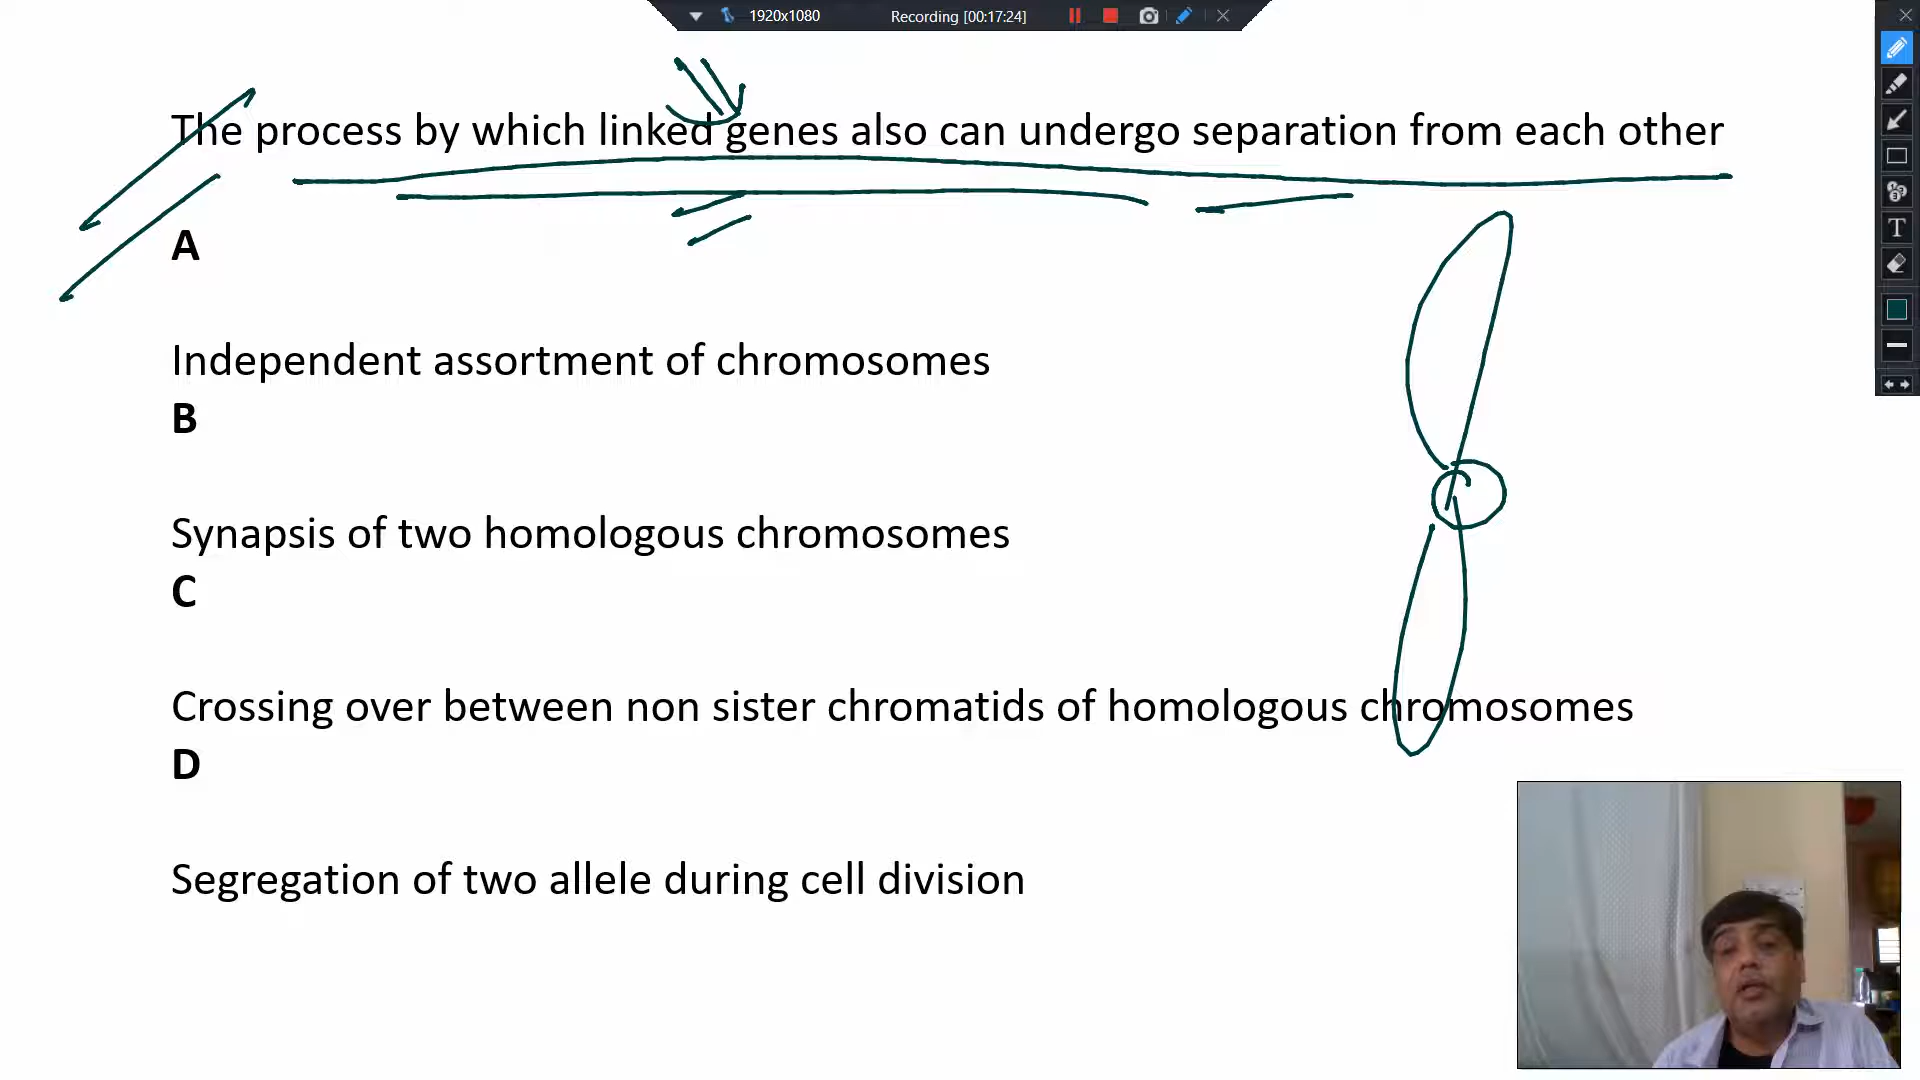 1920x1080 Recording [00:17:24]
The process by which linked genes also can undergo separation from each other
A
Independent assortment of chromosomes
B
Synapsis of two homologous chromosomes
C
Crossing over between non sister chromatids of homologous chromosomes
D
Segregation of two allele during cell division
T